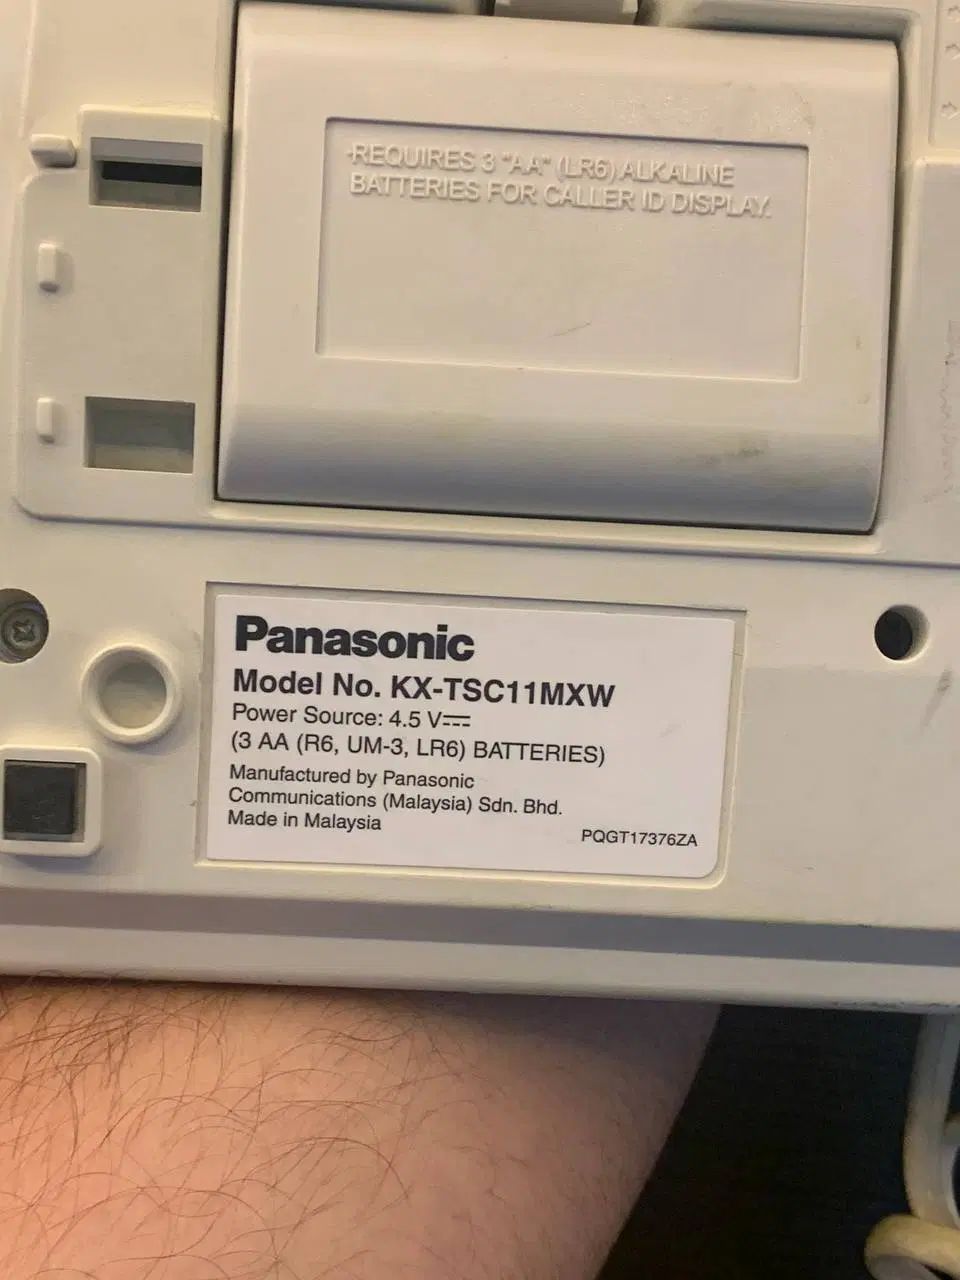 REQUIRES 3 "AA" (LR6) ALKALINE
BATTERIES FOR CALLER ID DISPLAY.
Panasonic
Model No. KX-TSC11MXW
Power Source: 4.5 V⎓
(3 AA (R6, UM-3, LR6) BATTERIES)
Manufactured by Panasonic
Communications (Malaysia) Sdn. Bhd.
Made in Malaysia
PQGT17376ZA